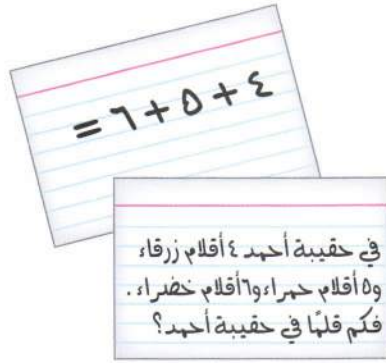 ٤ + ٥ + ٦ =
في حقيبة أحمد ٤ أقلام زرقاء
و٥ أقلام حمراء و٦ أقلام خضراء .
فكم قلمًا في حقيبة أحمد ؟